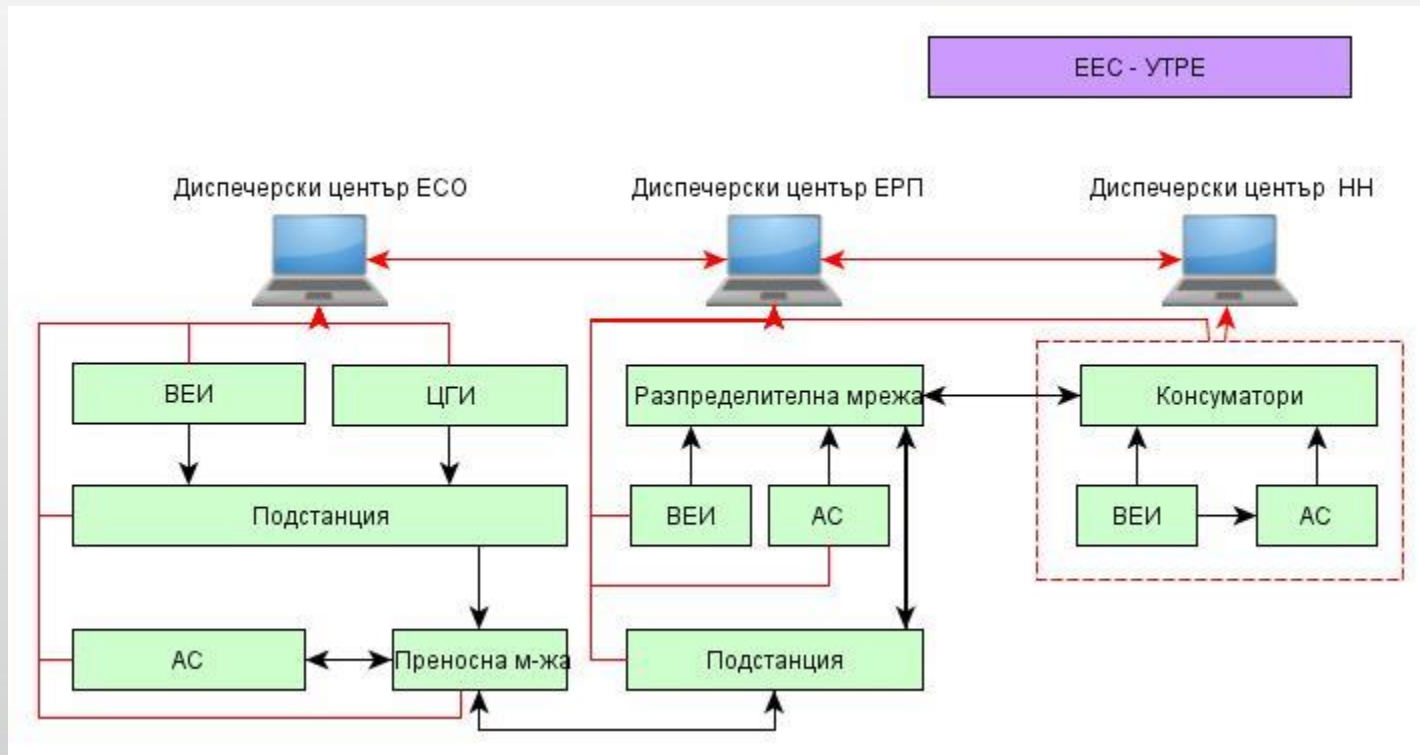 ЕЕС - УТРЕ
Диспечерски център ЕСО
Диспечерски център ЕРП
Диспечерски център НН
ВЕИ
ЦГИ
Подстанция
АС
Преносна м-жа
Разпределителна мрежа
ВЕИ
АС
Подстанция
Консуматори
ВЕИ
АС